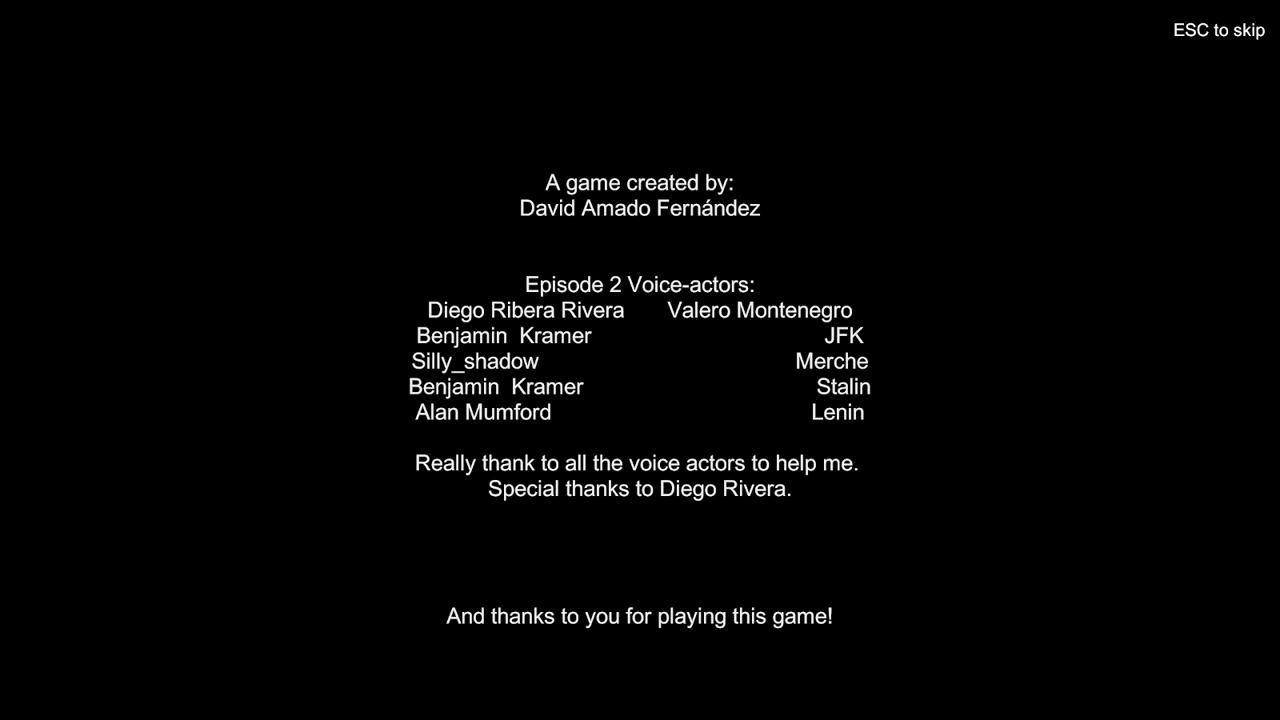 ESC to skip
A game created by:
David Amado Fernández
Episode 2 Voice-actors:
Diego Ribera Rivera Valero Montenegro
Benjamin Kramer JFK
Silly_shadow Merche
Benjamin Kramer Stalin
Alan Mumford Lenin
Really thank to all the voice actors to help me.
Special thanks to Diego Rivera.
And thanks to you for playing this game!